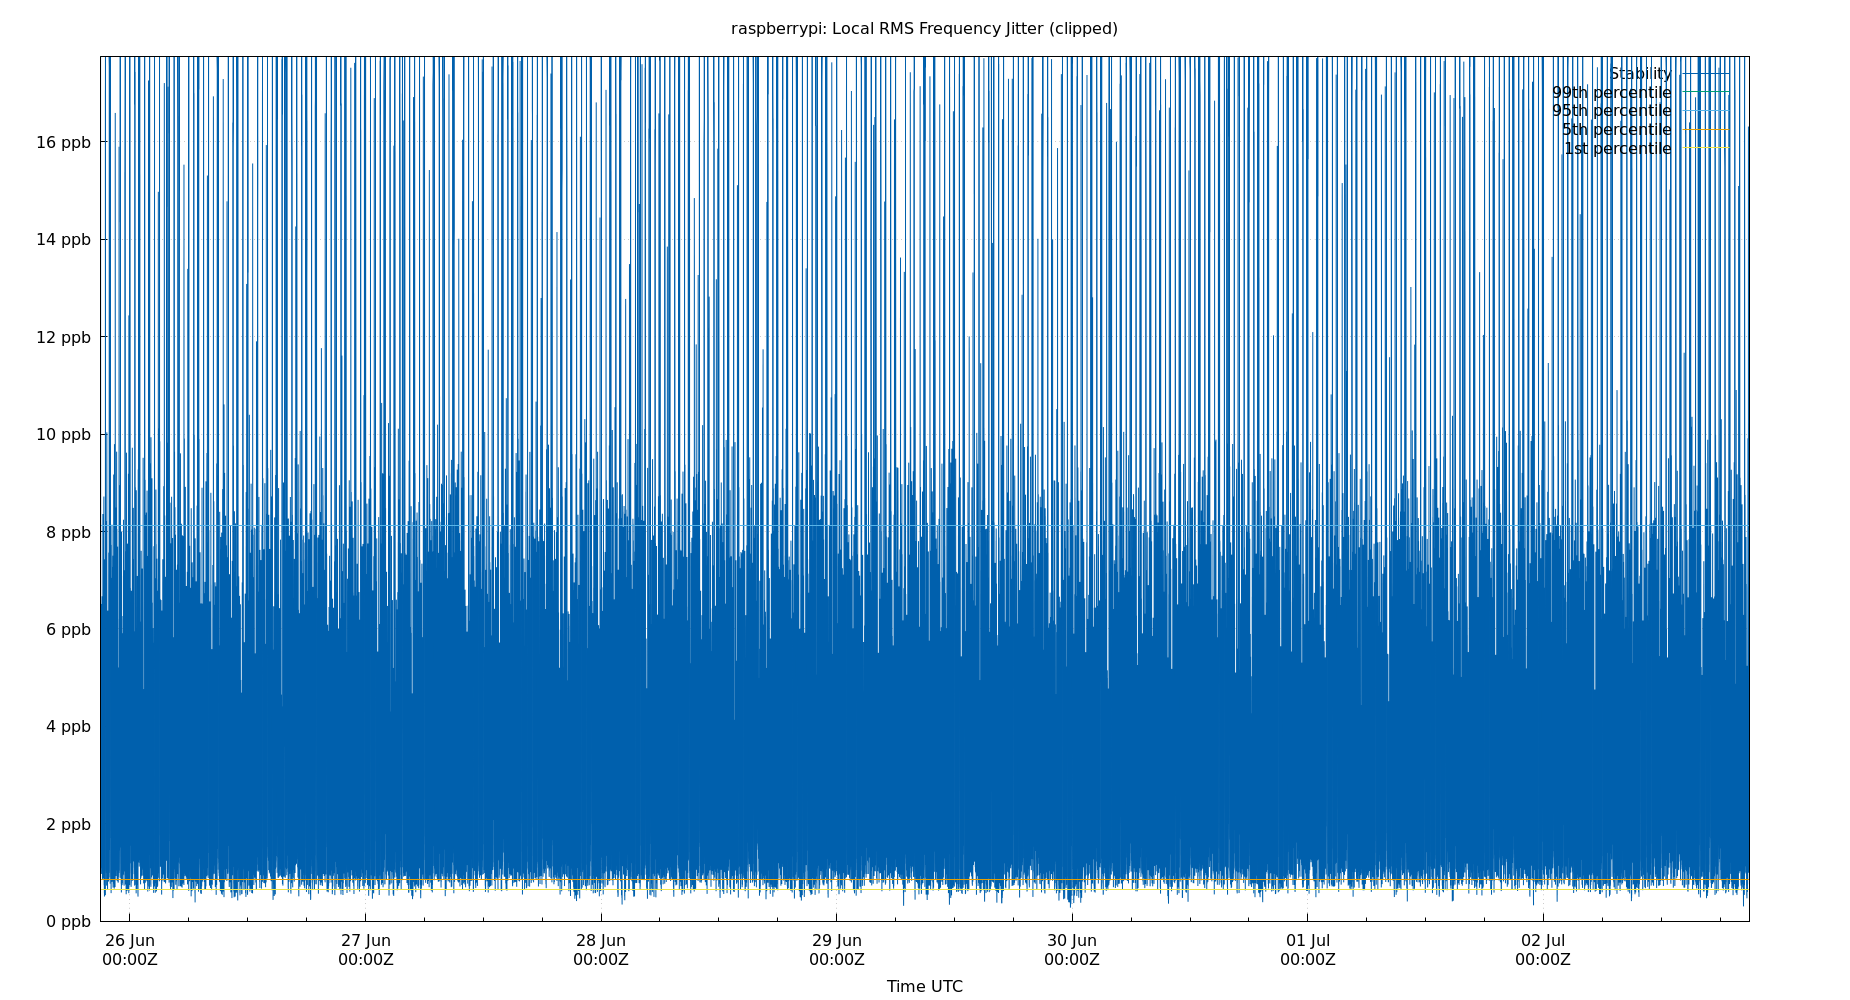 raspberrypi: Local RMS Frequency Jitter (clipped)
Stability
99th percentile
95th percentile
5th percentile
1st percentile
16 ppb
14 ppb
12 ppb
10 ppb
8 ppb
6 ppb
4 ppb
2 ppb
0 ppb
26 Jun 27 Jun 28 Jun 29 Jun 30 Jun 01 Jul 02 Jul
00:00Z 00:00Z 00:00Z 00:00Z 00:00Z 00:00Z 00:00Z
Time UTC